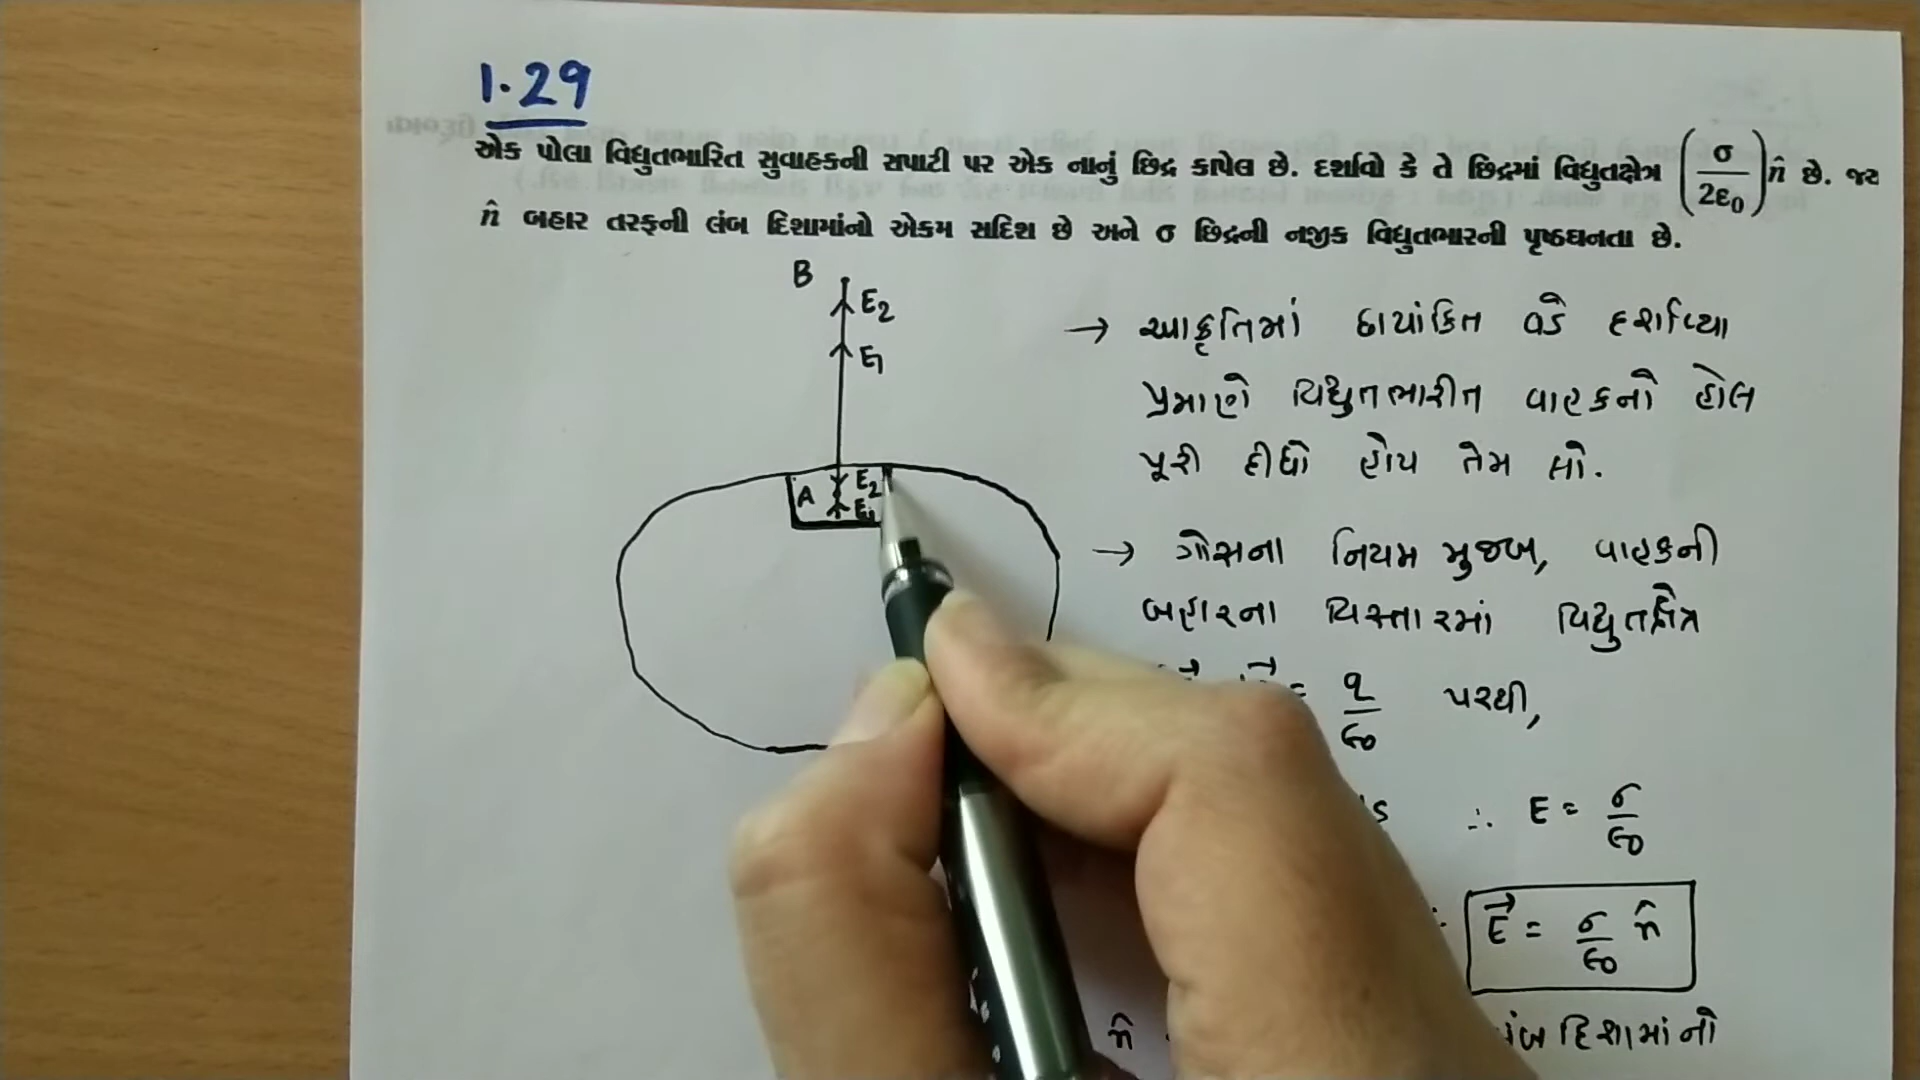 1.29
એક પોલા વિદ્યુતભારિત સુવાહકની સપાટી પર એક નાનું છિદ્ર કાપેલ છે. દર્શાવો કે તે છિદ્રમાં વિદ્યુતક્ષેત્ર (σ/2ε₀) n̂ છે. જ્ય
n̂ બહાર તરફની લંબ દિશામાંનો એકમ સદિશ છે અને σ છિદ્રની નજીક વિદ્યુતભારની પૃષ્ઠઘનતા છે.
B
E₂
E₁
A E₂
E₁
→ આકૃતિમાં છાયાંકિત વડે દર્શાવ્યા
પ્રમાણે વિદ્યુતભારીત વાહકનો હોલ
પૂરી દીધો હોય તેમ લો.
→ ગૌસના નિયમ મુજબ, વાહકની
બહારના વિસ્તારમાં વિદ્યુતક્ષેત્ર
= q/ε₀ પરથી,
∴ E = σ/ε₀
E⃗ = σ/ε₀ n̂
n̂ દિશામાંનો